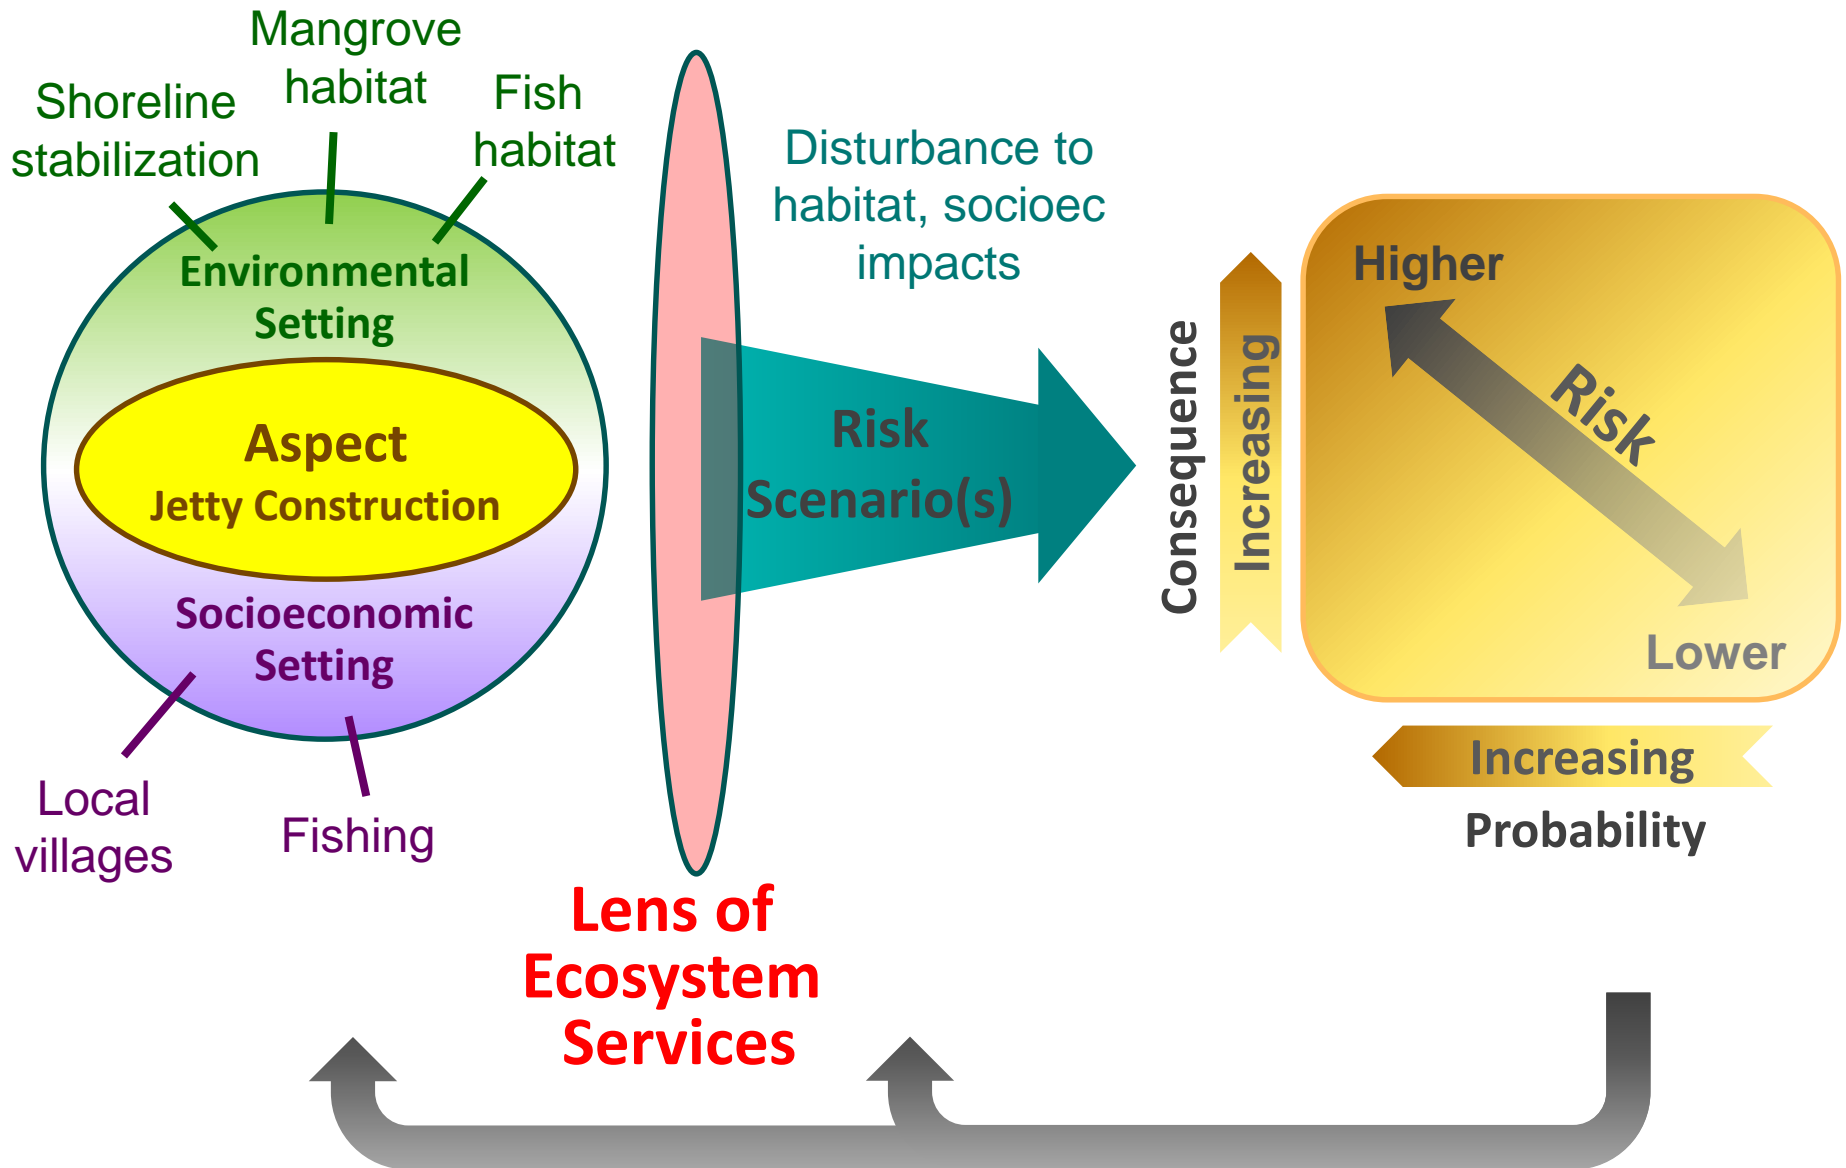 Mangrove
habitat
Shoreline
stabilization
Fish
habitat
Environmental
Setting
Aspect
Jetty Construction
Socioeconomic
Setting
Local
villages
Fishing
Lens of
Ecosystem
Services
Disturbance to
habitat, socioec
impacts
Risk
Scenario(s)
Consequence
Increasing
Higher
Risk
Lower
Increasing
Probability